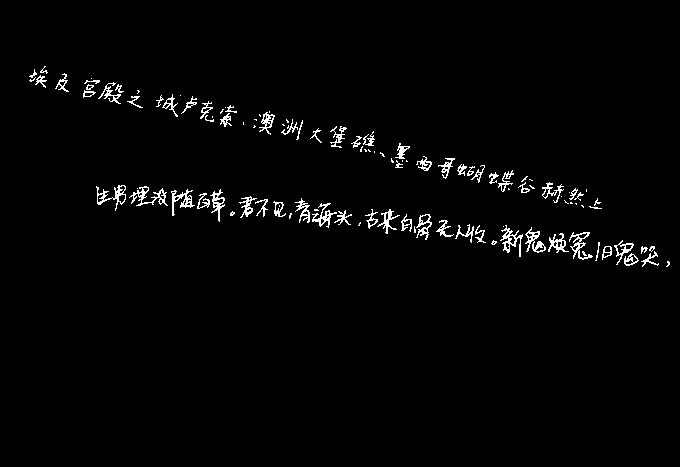 埃及宫殿之城卢克索、澳洲大堡礁、墨西哥蝴蝶谷赫然上
生男埋没随百草。君不见,青海头,古来白骨无人收。新鬼烦冤旧鬼哭,